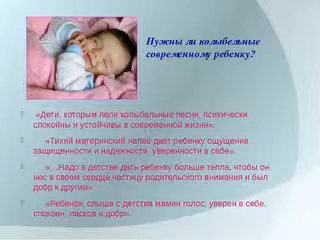 Нужны ли колыбельные
современному ребенку?
«Дети, которым пели колыбельные песни, психически
спокойны и устойчивы в современной жизни».
«Тихий материнский напев дает ребенку ощущение
защищенности и надежности, уверенности в себе».
«…Надо в детстве дать ребенку больше тепла, чтобы он
нес в своем сердце частицу родительского внимания и был
добр к другим»
«Ребенок, слыша с детства мамин голос, уверен в себе,
спокоен, ласков и добр».